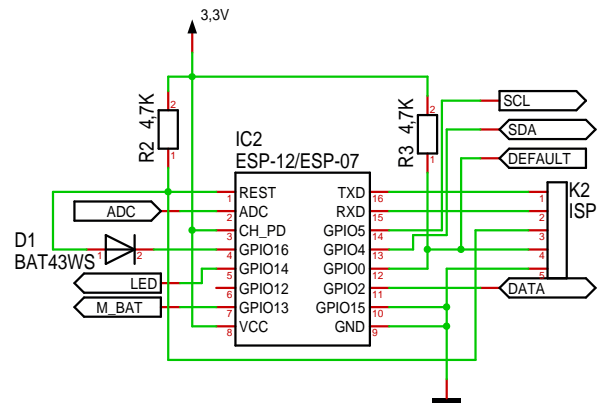 3,3V
R2 4,7K
2
1
R3 4,7K
2
1
IC2
ESP-12/ESP-07
SCL
SDA
DEFAULT
K2
ISP
1
2
3
4
5
REST
1
ADC
2
CH_PD
3
GPIO16
4
GPIO14
5
GPIO12
6
GPIO13
7
VCC
8
TXD
16
RXD
15
GPIO5
14
GPIO4
13
GPIO0
12
GPIO2
11
GPIO15
10
GND
9
ADC
D1
BAT43WS
1
2
LED
M_BAT
DATA